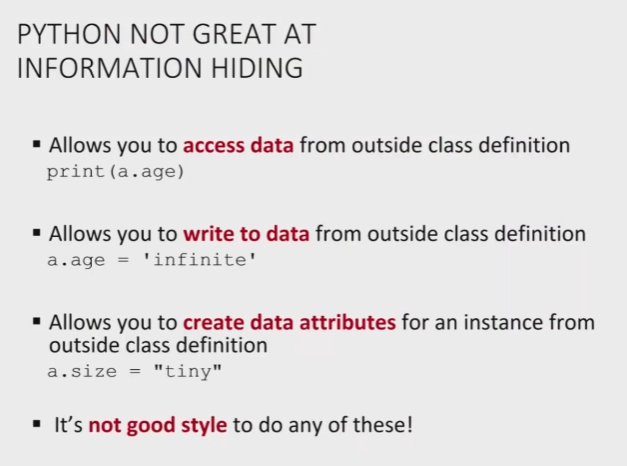 PYTHON NOT GREAT AT
INFORMATION HIDING
▪ Allows you to access data from outside class definition
print(a.age)
▪ Allows you to write to data from outside class definition
a.age = 'infinite'
▪ Allows you to create data attributes for an instance from
outside class definition
a.size = "tiny"
▪ It’s not good style to do any of these!